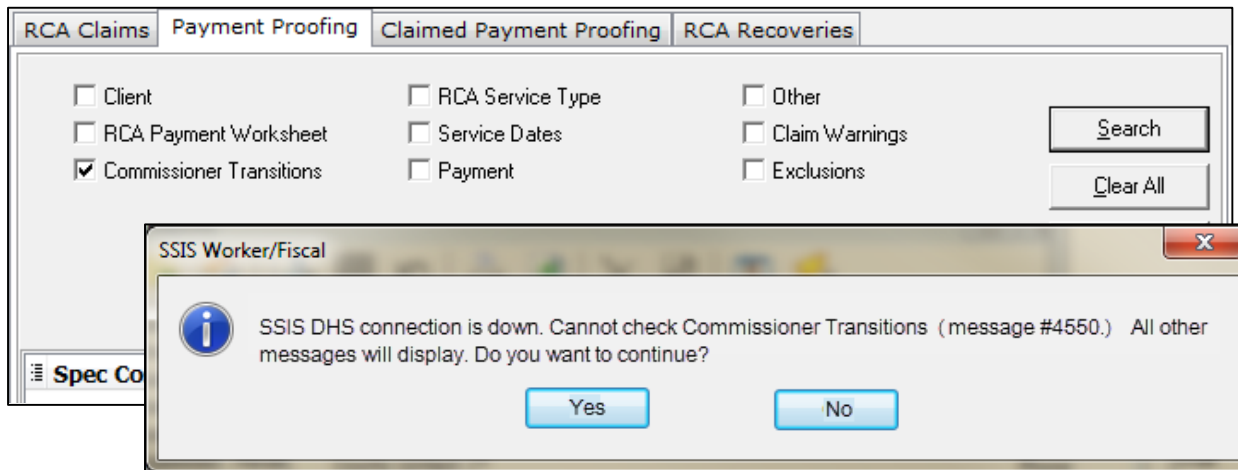 RCA Claims Payment Proofing Claimed Payment Proofing RCA Recoveries
Client RCA Service Type Other
RCA Payment Worksheet Service Dates Claim Warnings
Commissioner Transitions Payment Exclusions
Search
Clear All
SSIS Worker/Fiscal
SSIS DHS connection is down. Cannot check Commissioner Transitions (message #4550.) All other
messages will display. Do you want to continue?
Spec Co
Yes No